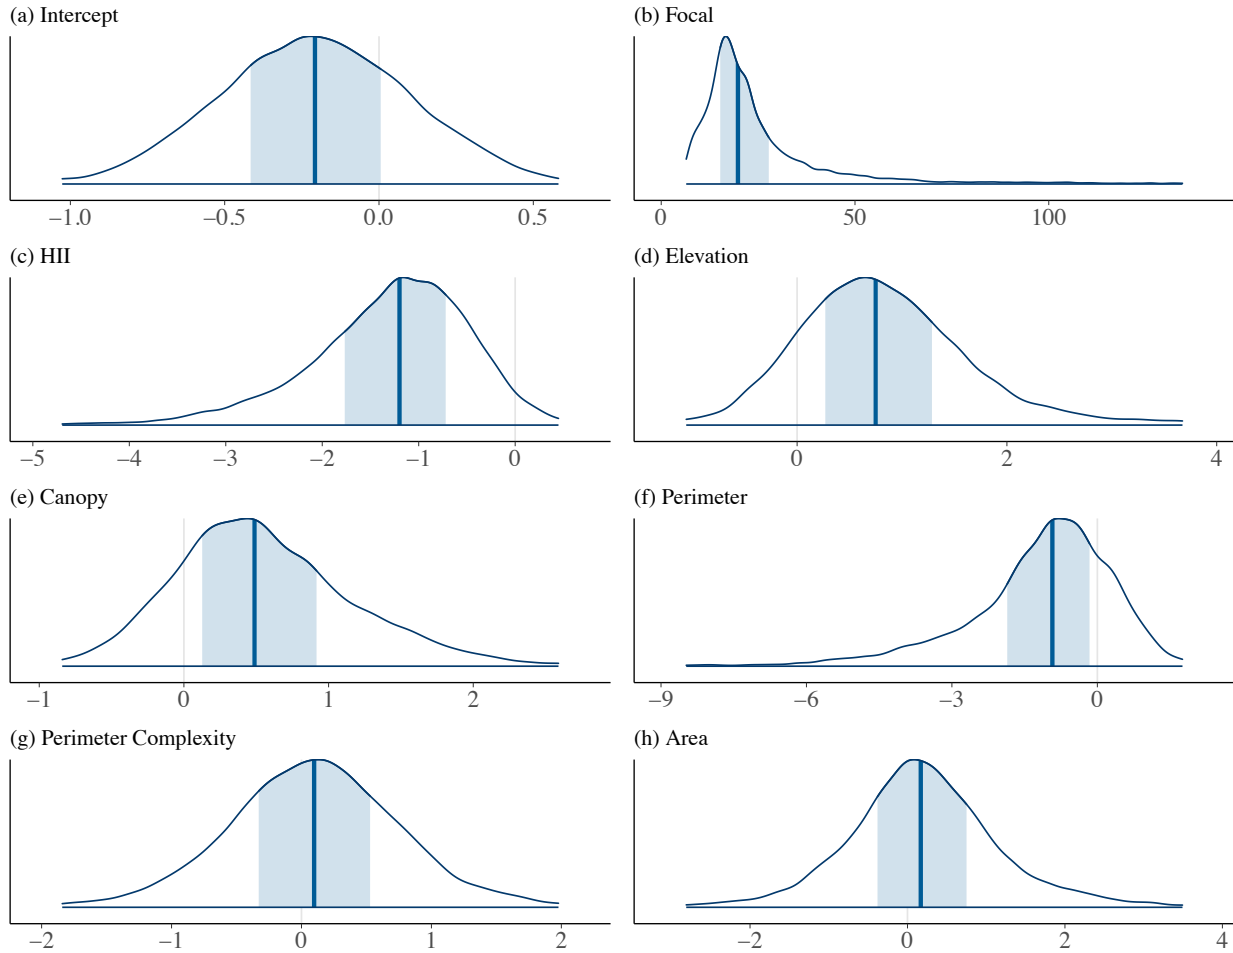 (a) Intercept
−1.0 −0.5 0.0 0.5
(b) Focal
0 50 100
(c) HII
−5 −4 −3 −2 −1 0
(d) Elevation
0 2 4
(e) Canopy
−1 0 1 2
(f) Perimeter
−9 −6 −3 0
(g) Perimeter Complexity
−2 −1 0 1 2
(h) Area
−2 0 2 4